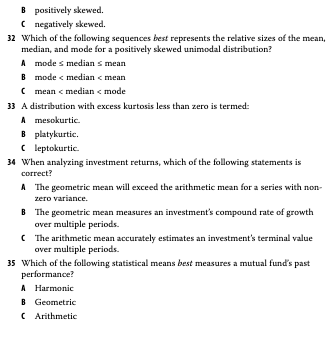 B positively skewed.
C negatively skewed.
32 Which of the following sequences best represents the relative sizes of the mean,
median, and mode for a positively skewed unimodal distribution?
A mode ≤ median ≤ mean
B mode < median < mean
C mean < median < mode
33 A distribution with excess kurtosis less than zero is termed:
A mesokurtic.
B platykurtic.
C leptokurtic.
34 When analyzing investment returns, which of the following statements is
correct?
A The geometric mean will exceed the arithmetic mean for a series with non-
zero variance.
B The geometric mean measures an investment's compound rate of growth
over multiple periods.
C The arithmetic mean accurately estimates an investment's terminal value
over multiple periods.
35 Which of the following statistical means best measures a mutual fund's past
performance?
A Harmonic
B Geometric
C Arithmetic